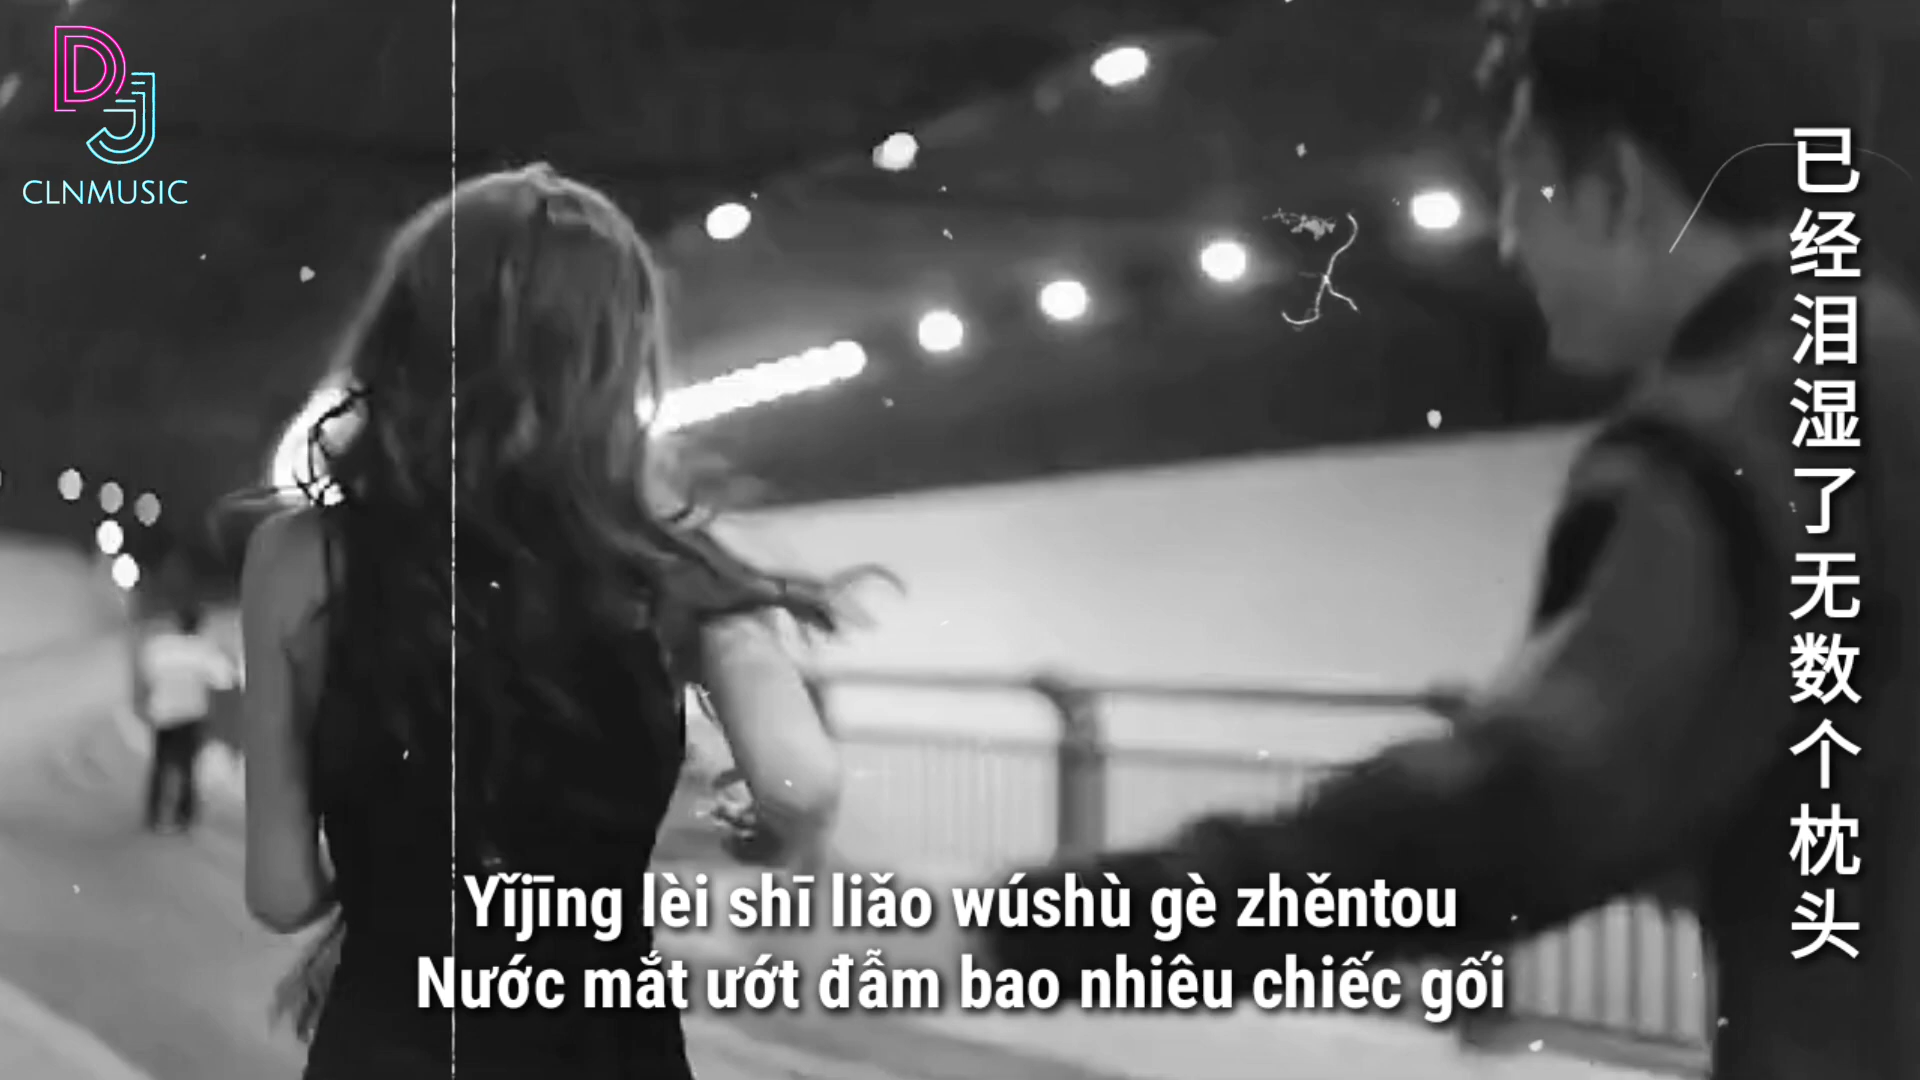 DJ
CLNMUSIC
已经泪湿了无数个枕头
Yǐjīng lèi shī liǎo wúshù gè zhěntou
Nước mắt ướt đẫm bao nhiêu chiếc gối